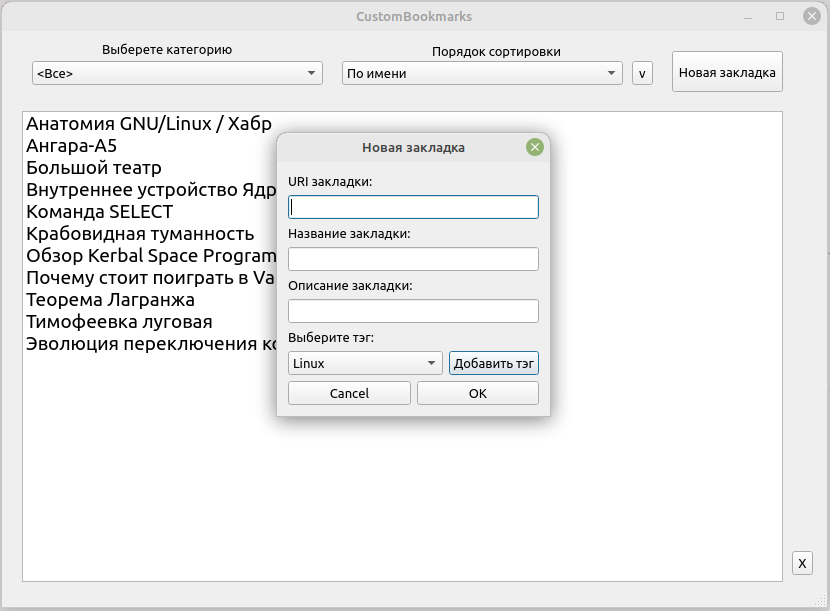 CustomBookmarks
Выберете категорию
Порядок сортировки
<Все>
По имени
v
Новая закладка
Анатомия GNU/Linux / Хабр
Ангара-А5
Большой театр
Внутреннее устройство Ядр
Команда SELECT
Крабовидная туманность
Обзор Kerbal Space Program
Почему стоит поиграть в Va
Теорема Лагранжа
Тимофеевка луговая
Эволюция переключения ко
Новая закладка
URI закладки:
Название закладки:
Описание закладки:
Выберите тэг:
Linux
Добавить тэг
Cancel
OK
X